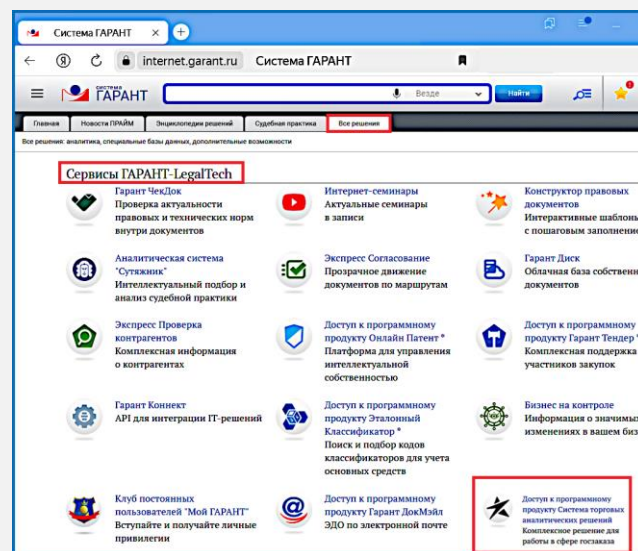 Система ГАРАНТ
internet.garant.ru Система ГАРАНТ
система
ГАРАНТ
Везде
Найти
Главная Новости ПРАЙМ Энциклопедия решений Судебная практика Все решения
Все решения: аналитика, специальные базы данных, дополнительные возможности
Сервисы ГАРАНТ-LegalTech
Гарант ЧекДок
Проверка актуальности
правовых и технических норм
внутри документов
Интернет-семинары
Актуальные семинары
в записи
Конструктор правовых
документов
Интерактивные шаблоны
с пошаговым заполнение
Аналитическая система
"Сутяжник"
Интеллектуальный подбор и
анализ судебной практики
Экспресс Согласование
Прозрачное движение
документов по маршрутам
Гарант Диск
Облачная база собственн
документов
Экспресс Проверка
контрагентов
Комплексная информация
о контрагентах
Доступ к программному
продукту Онлайн Патент *
Платформа для управления
интеллектуальной
собственностью
Доступ к программному
продукту Гарант Тендер *
Комплексная поддержка
участников закупок
Гарант Коннект
API для интеграции IT-решений
Доступ к программному
продукту Эталонный
Классификатор *
Поиск и подбор кодов
классификаторов для учета
основных средств
Бизнес на контроле
Информация о значимых
изменениях в вашем биз
Клуб постоянных
пользователей "Мой ГАРАНТ"
Вступайте и получайте личные
привилегии
Доступ к программному
продукту Гарант ДокМэйл
ЭДО по электронной почте
Доступ к программному
продукту Система торговых
аналитических решений
Комплексное решение для
работы в сфере госзаказа